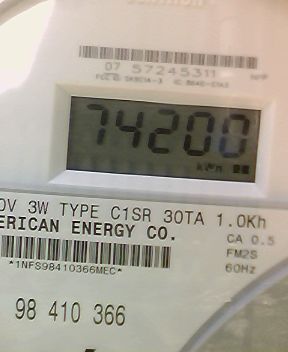 07 57245311
74200
kWh
0V 3W TYPE C1SR 30TA 1.0Kh
ERICAN ENERGY CO.
CA 0.5
FM2S
*1NFS98410366MEC*
60Hz
98 410 366